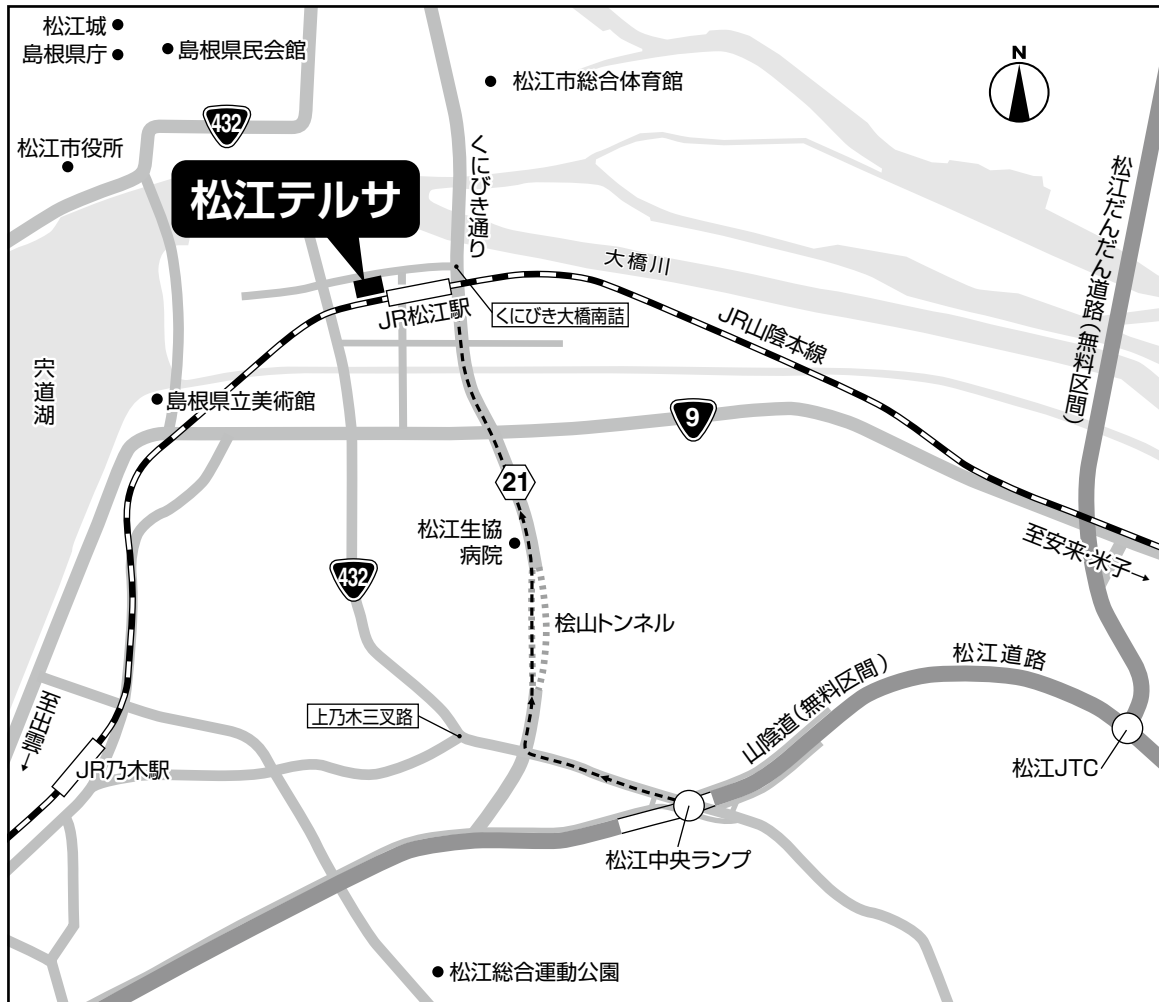 松江城
島根県庁
島根県民会館
松江市総合体育館
N
432
松江市役所
松江テルサ
くにびき通り
松江だんだん道路(無料区間)
大橋川
JR松江駅
くにびき大橋南詰
JR山陰本線
宍道湖
島根県立美術館
9
21
松江生協
病院
432
至安来・米子→
桧山トンネル
松江道路
山陰道(無料区間)
上乃木三叉路
至出雲→
JR乃木駅
松江JTC
松江中央ランプ
松江総合運動公園